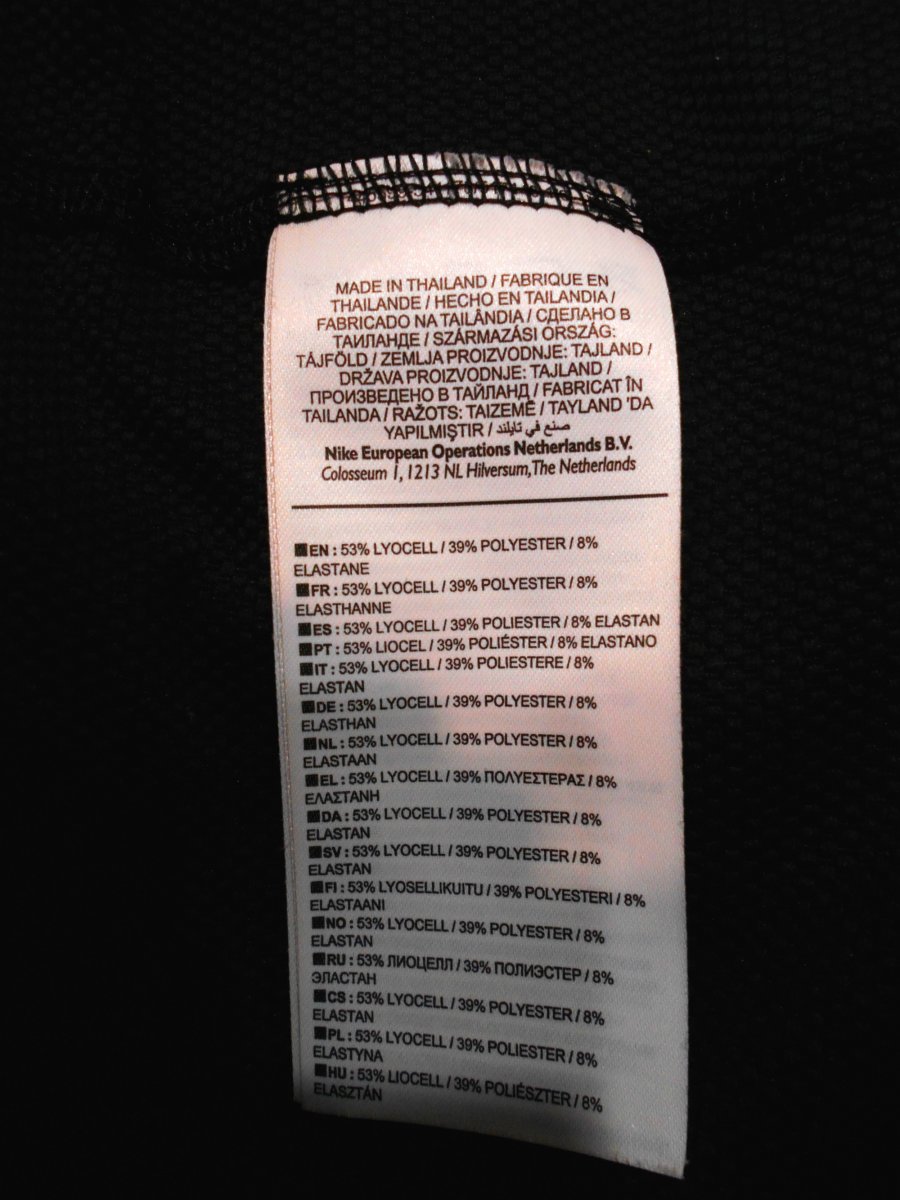 MADE IN THAILAND / FABRIQUE EN
THAILANDE / HECHO EN TAILANDIA /
FABRICADO NA TAILÂNDIA / СДЕЛАНО В
ТАИЛАНДЕ / SZÁRMAZÁSI ORSZÁG:
TÁJFÖLD / ZEMLJA PROIZVODNJE: TAJLAND /
DRŽAVA PROIZVODNJE: TAJLAND /
ПРОИЗВЕДЕНО В ТАЙЛАНД / FABRICAT ÎN
TAILANDA / RAŽOTS: TAIZEMĒ / TAYLAND 'DA
YAPILMIŞTIR / صنع في تايلند
Nike European Operations Netherlands B.V.
Colosseum 1, 1213 NL Hilversum, The Netherlands
EN : 53% LYOCELL / 39% POLYESTER / 8%
ELASTANE
FR : 53% LYOCELL / 39% POLYESTER / 8%
ELASTHANNE
ES : 53% LYOCELL / 39% POLIESTER / 8% ELASTAN
PT : 53% LIOCEL / 39% POLIÉSTER / 8% ELASTANO
IT : 53% LYOCELL / 39% POLIESTERE / 8%
ELASTAN
DE : 53% LYOCELL / 39% POLYESTER / 8%
ELASTHAN
NL : 53% LYOCELL / 39% POLYESTER / 8%
ELASTAAN
EL : 53% LYOCELL / 39% ΠΟΛΥΕΣΤΕΡΑΣ / 8%
ΕΛΑΣΤΑΝΗ
DA : 53% LYOCELL / 39% POLYESTER / 8%
ELASTAN
SV : 53% LYOCELL / 39% POLYESTER / 8%
ELASTAN
FI : 53% LYOSELLIKUITU / 39% POLYESTERI / 8%
ELASTAANI
NO : 53% LYOCELL / 39% POLYESTER / 8%
ELASTAN
RU : 53% ЛИОЦЕЛЛ / 39% ПОЛИЭСТЕР / 8%
ЭЛАСТАН
CS : 53% LYOCELL / 39% POLYESTER / 8%
ELASTAN
PL : 53% LYOCELL / 39% POLIESTER / 8%
ELASTYNA
HU : 53% LIOCELL / 39% POLIÉSZTER / 8%
ELASZTÁN